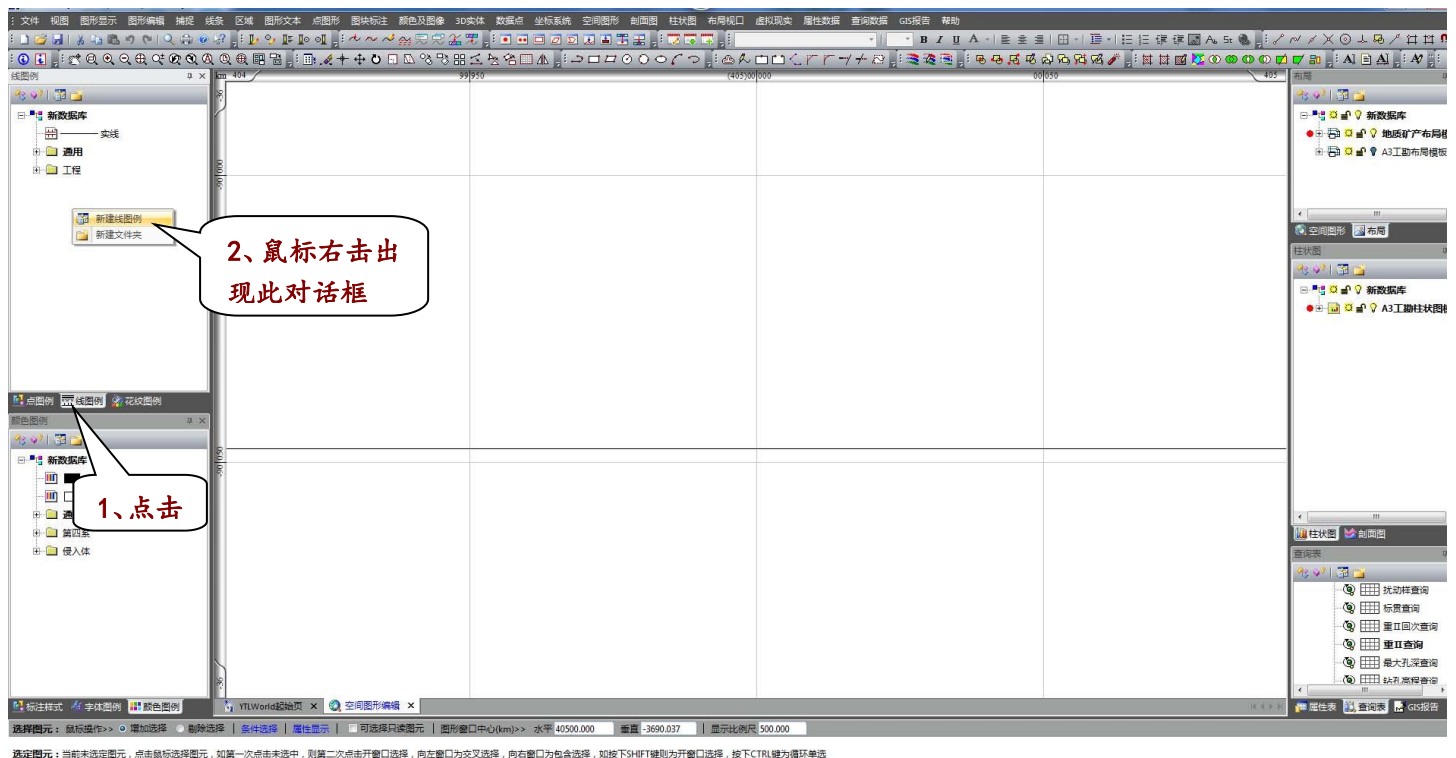 文件 视图 图形显示 图形编辑 捕捉 线条 区域 图形文本 点图形 图块标注 颜色及图像 3D实体 数据点 坐标系统 空间图形 剖面图 柱状图 布局视口 虚拟现实 属性数据 查询数据 GIS报告 帮助
线图例
新数据库
实线
通用
工程
新建线图例
新建文件夹
2、鼠标右击出
现此对话框
点图例 线图例 花纹图例
颜色图例
新数据库
1、点击
第四系
侵入体
标注样式 字体图例 颜色图例
km 404 99|950 (405)00|000 00|050 405
YTLWorld起始页 × 空间图形编辑 ×
布局
新数据库
地质矿产布局模
A3工勘布局模板
空间图形 布局
柱状图
新数据库
A3工勘柱状图模
柱状图 剖面图
查询表
扰动样查询
标贯查询
重II回次查询
重II查询
最大孔深查询
钻孔高程查询
属性表 查询表 GIS报告
选择图元： 鼠标操作>> 增加选择 剔除选择 | 条件选择 | 属性显示 | 可选择只读图元 | 图形窗口中心(km)>> 水平 40500.000 垂直 -3690.037 | 显示比例尺 500.000
选定图元：当前未选定图元，点击鼠标选择图元，如第一次点击未选中，则第二次点击开窗口选择，向左窗口为交叉选择，向右窗口为包含选择，如按下SHIFT键则为开窗口选择，按下CTRL键为循环单选